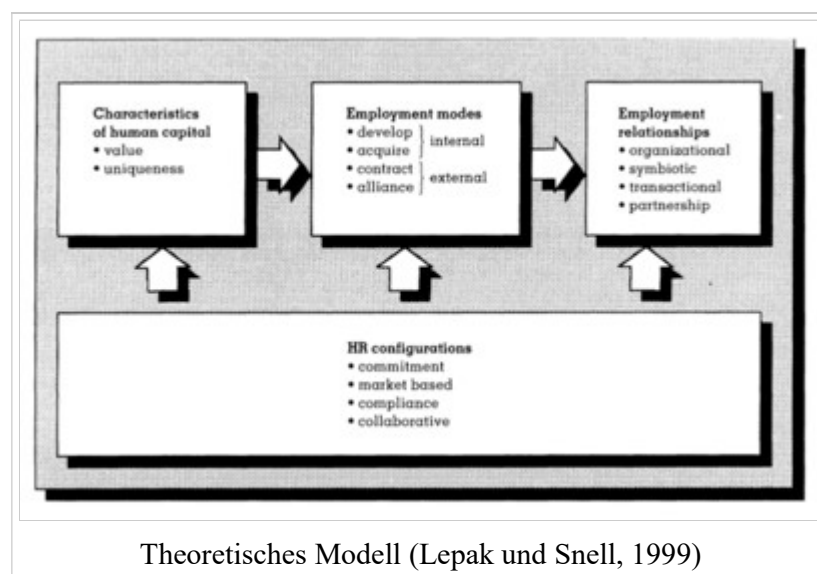 Characteristics
of human capital
• value
• uniqueness
Employment modes
• develop
• acquire
internal
• contract
• alliance
external
Employment
relationships
• organizational
• symbiotic
• transactional
• partnership
HR configurations
• commitment
• market based
• compliance
• collaborative
Theoretisches Modell (Lepak und Snell, 1999)